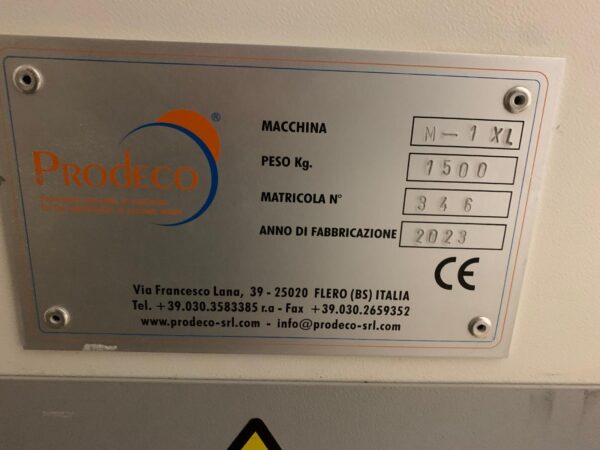 PRODECO
®
MACCHINA M-1 XL
PESO Kg. 1500
MATRICOLA N° 346
ANNO DI FABBRICAZIONE 2023
CE
Via Francesco Lana, 39 - 25020 FLERO (BS) ITALIA
Tel. +39.030.3583385 r.a - Fax +39.030.2659352
www.prodeco-srl.com - info@prodeco-srl.com